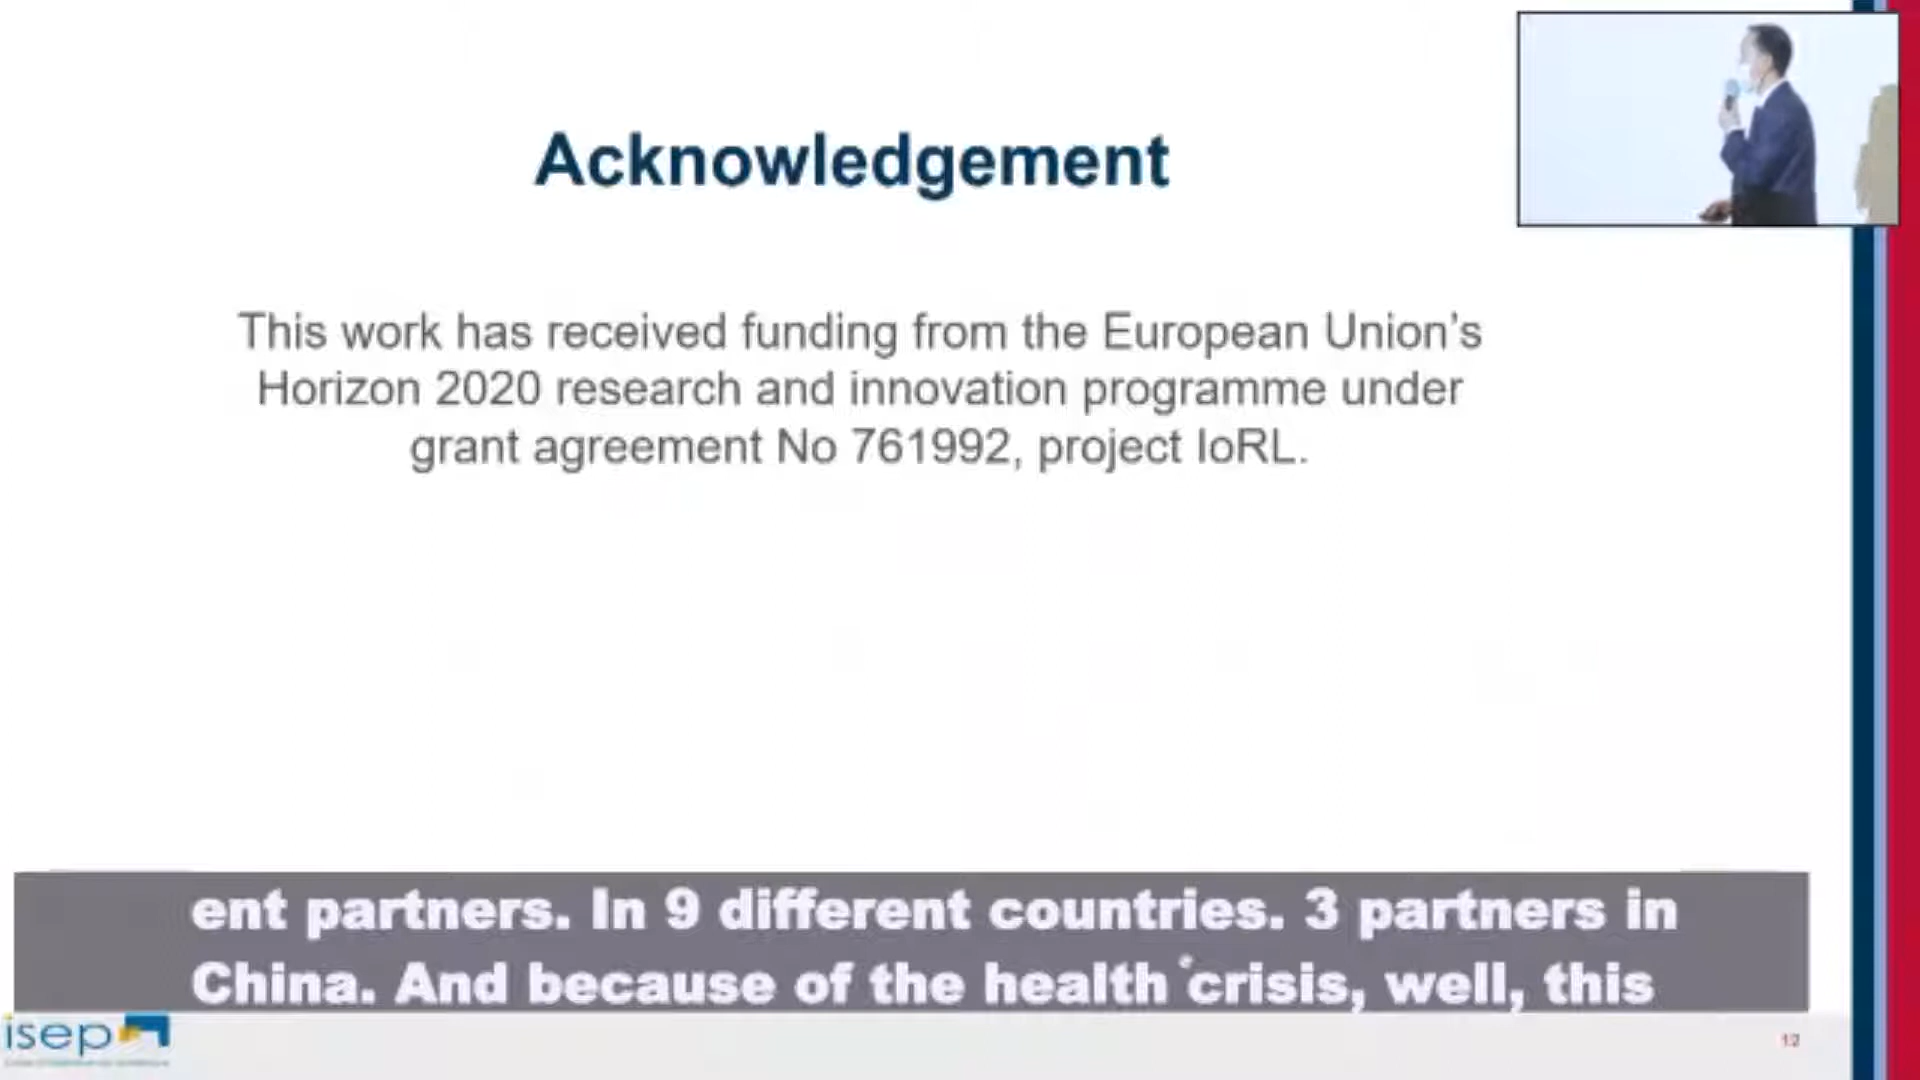 Acknowledgement
This work has received funding from the European Union's
Horizon 2020 research and innovation programme under
grant agreement No 761992, project IoRL.
ent partners. In 9 different countries. 3 partners in
China. And because of the health crisis, well, this
isep
12